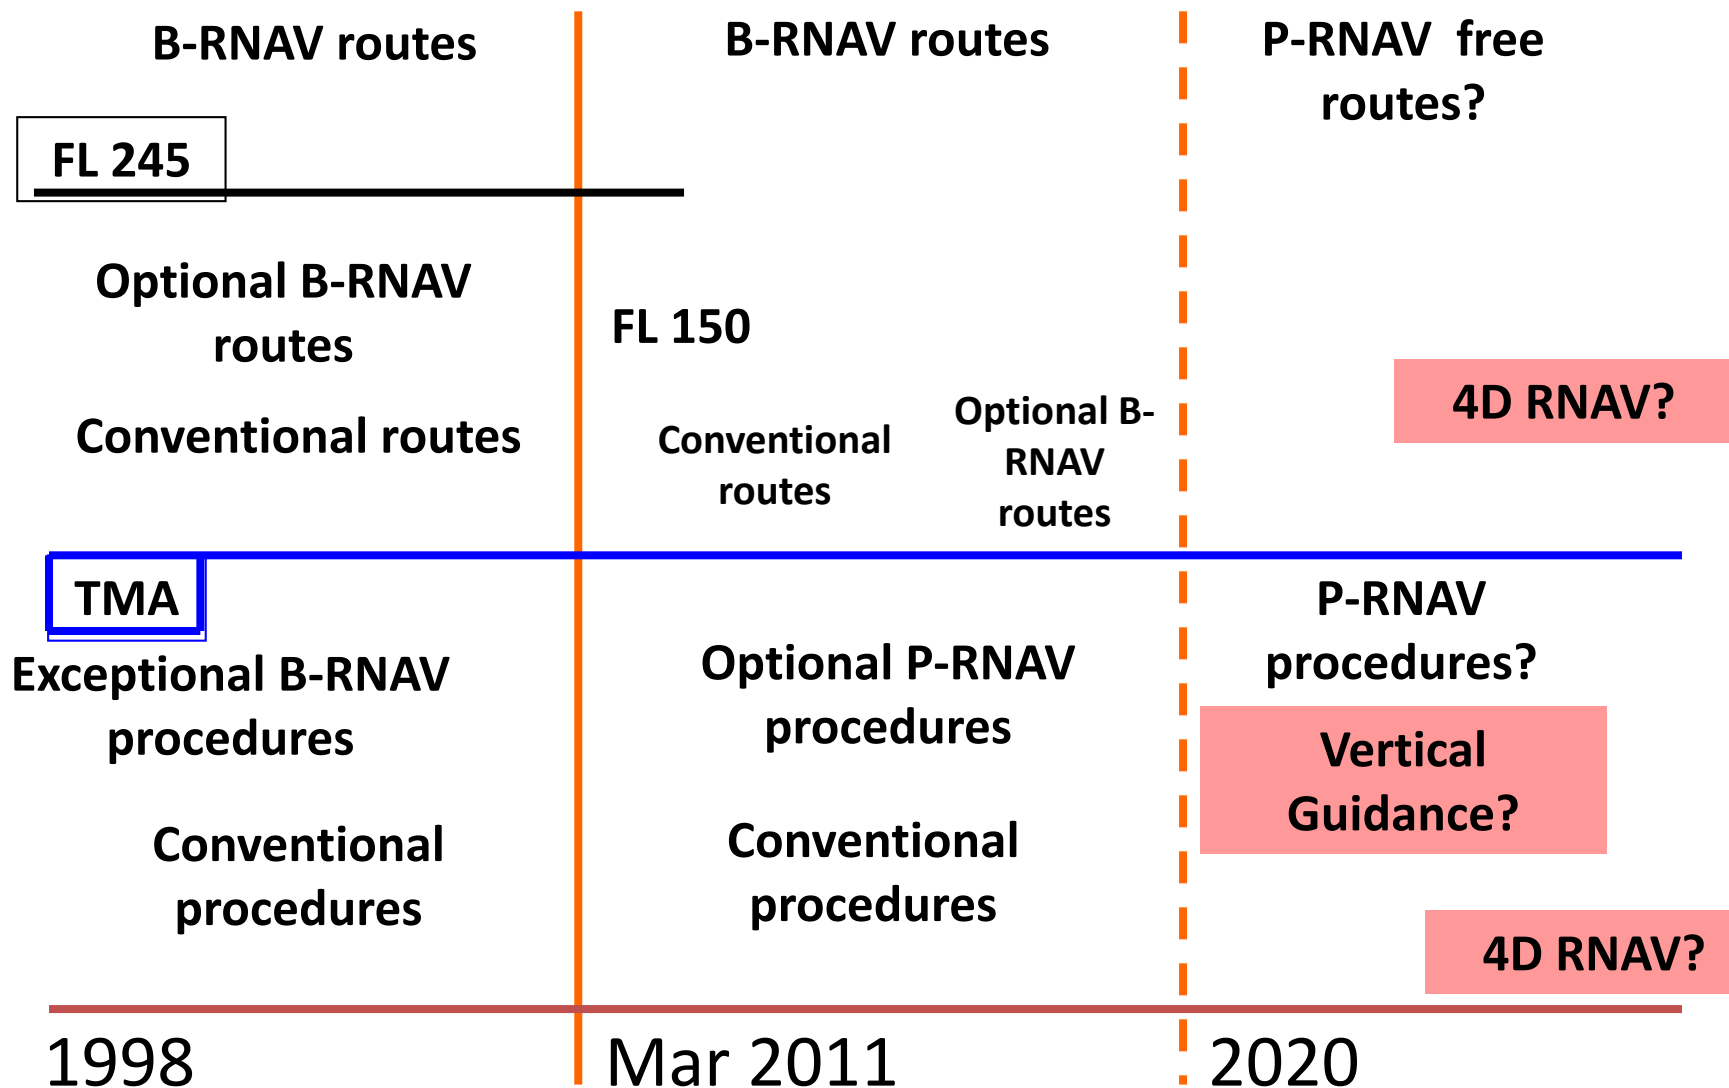 B-RNAV routes
B-RNAV routes
P-RNAV free
routes?
FL 245
Optional B-RNAV
routes
FL 150
Conventional routes
Conventional
routes
Optional B-
RNAV
routes
4D RNAV?
TMA
Exceptional B-RNAV
procedures
Optional P-RNAV
procedures
P-RNAV
procedures?
Vertical
Guidance?
Conventional
procedures
Conventional
procedures
4D RNAV?
1998
Mar 2011
2020